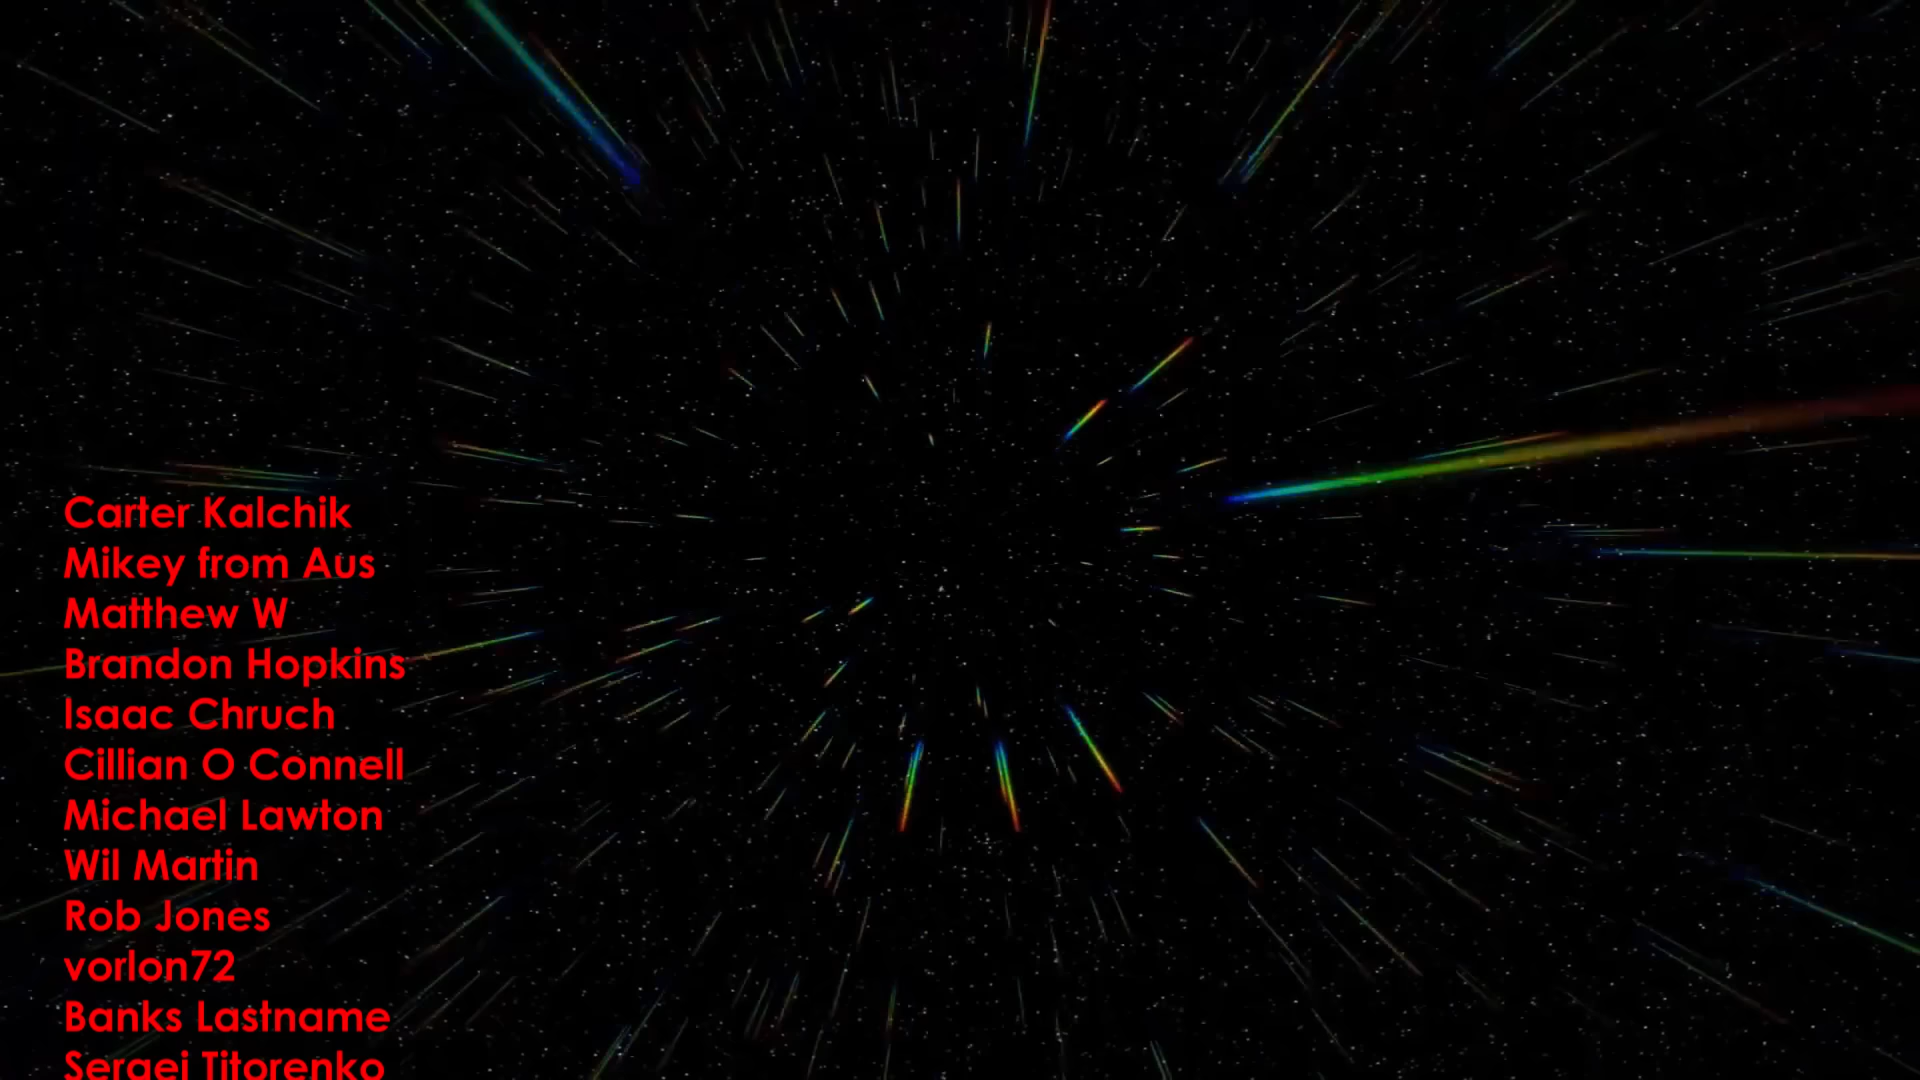 Carter Kalchik
Mikey from Aus
Matthew W
Brandon Hopkins
Isaac Chruch
Cillian O Connell
Michael Lawton
Wil Martin
Rob Jones
vorlon72
Banks Lastname
Sergei Titorenko